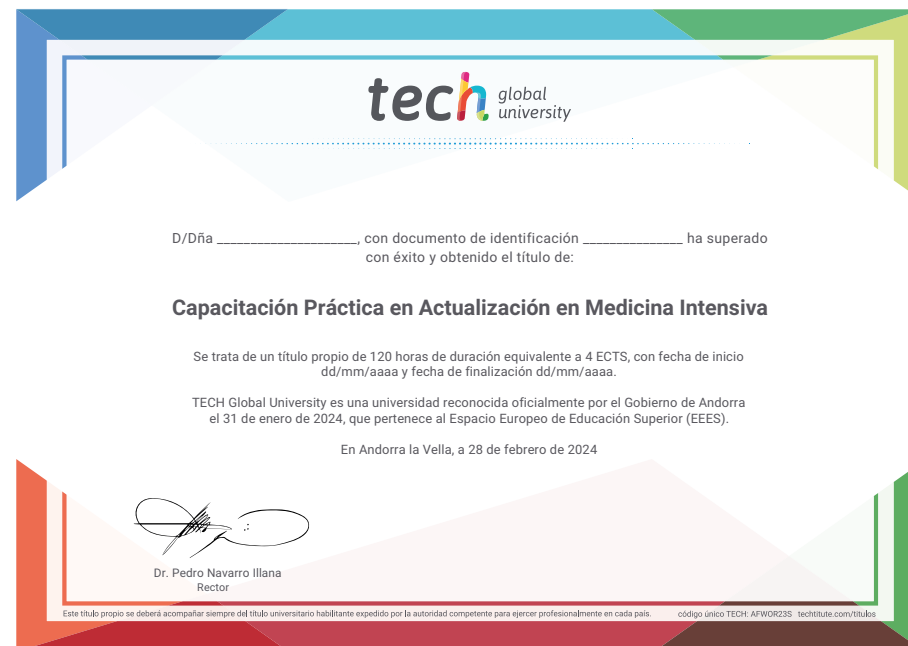 tech global university
D/Dña _____________________, con documento de identificación _______________ ha superado
con éxito y obtenido el título de:
Capacitación Práctica en Actualización en Medicina Intensiva
Se trata de un título propio de 120 horas de duración equivalente a 4 ECTS, con fecha de inicio
dd/mm/aaaa y fecha de finalización dd/mm/aaaa.
TECH Global University es una universidad reconocida oficialmente por el Gobierno de Andorra
el 31 de enero de 2024, que pertenece al Espacio Europeo de Educación Superior (EEES).
En Andorra la Vella, a 28 de febrero de 2024
Dr. Pedro Navarro Illana
Rector
Este título propio se deberá acompañar siempre del título universitario habilitante expedido por la autoridad competente para ejercer profesionalmente en cada país. código único TECH: AFWOR23S techtitute.com/titulos